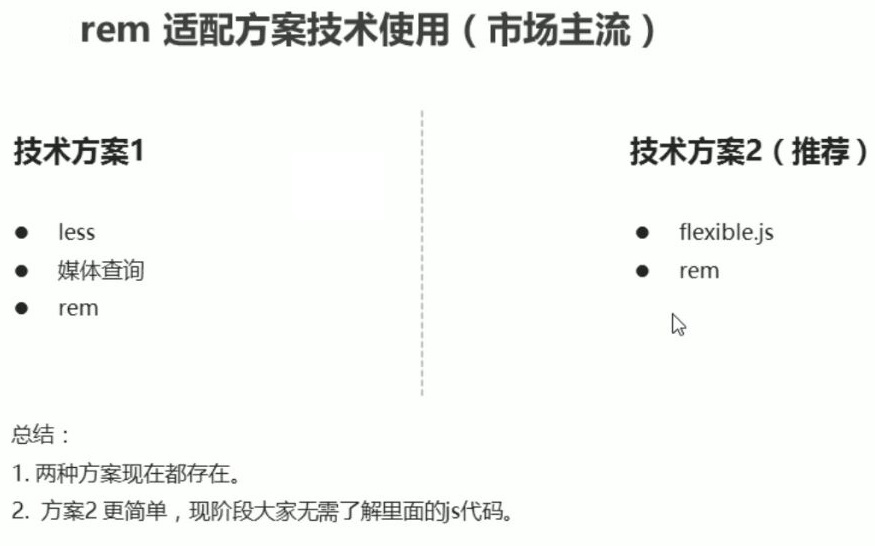 rem 适配方案技术使用（市场主流）
技术方案1
less
媒体查询
rem
技术方案2（推荐）
flexible.js
rem
总结：
1. 两种方案现在都存在。
2. 方案2 更简单，现阶段大家无需了解里面的js代码。